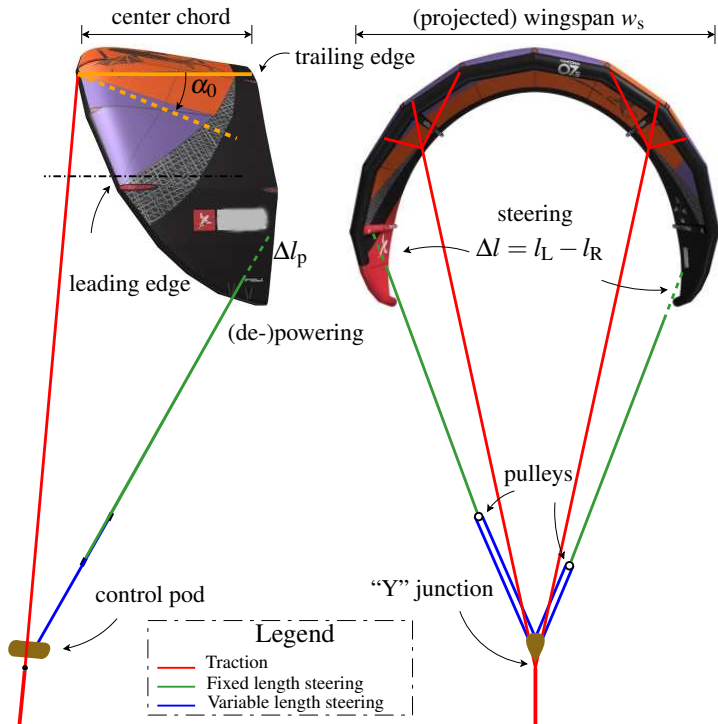 center chord
(projected) wingspan w_s
trailing edge
α_0
leading edge
Δl_p
steering
Δl = l_L − l_R
(de-)powering
pulleys
"Y" junction
control pod
Legend
Traction
Fixed length steering
Variable length steering